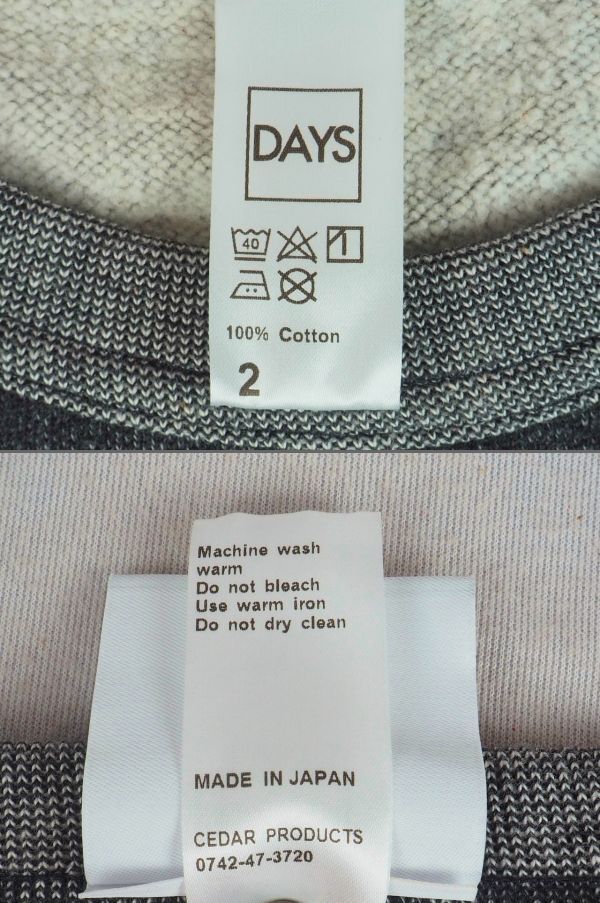 DAYS
40
100% Cotton
2
Machine wash
warm
Do not bleach
Use warm iron
Do not dry clean
MADE IN JAPAN
CEDAR PRODUCTS
0742-47-3720